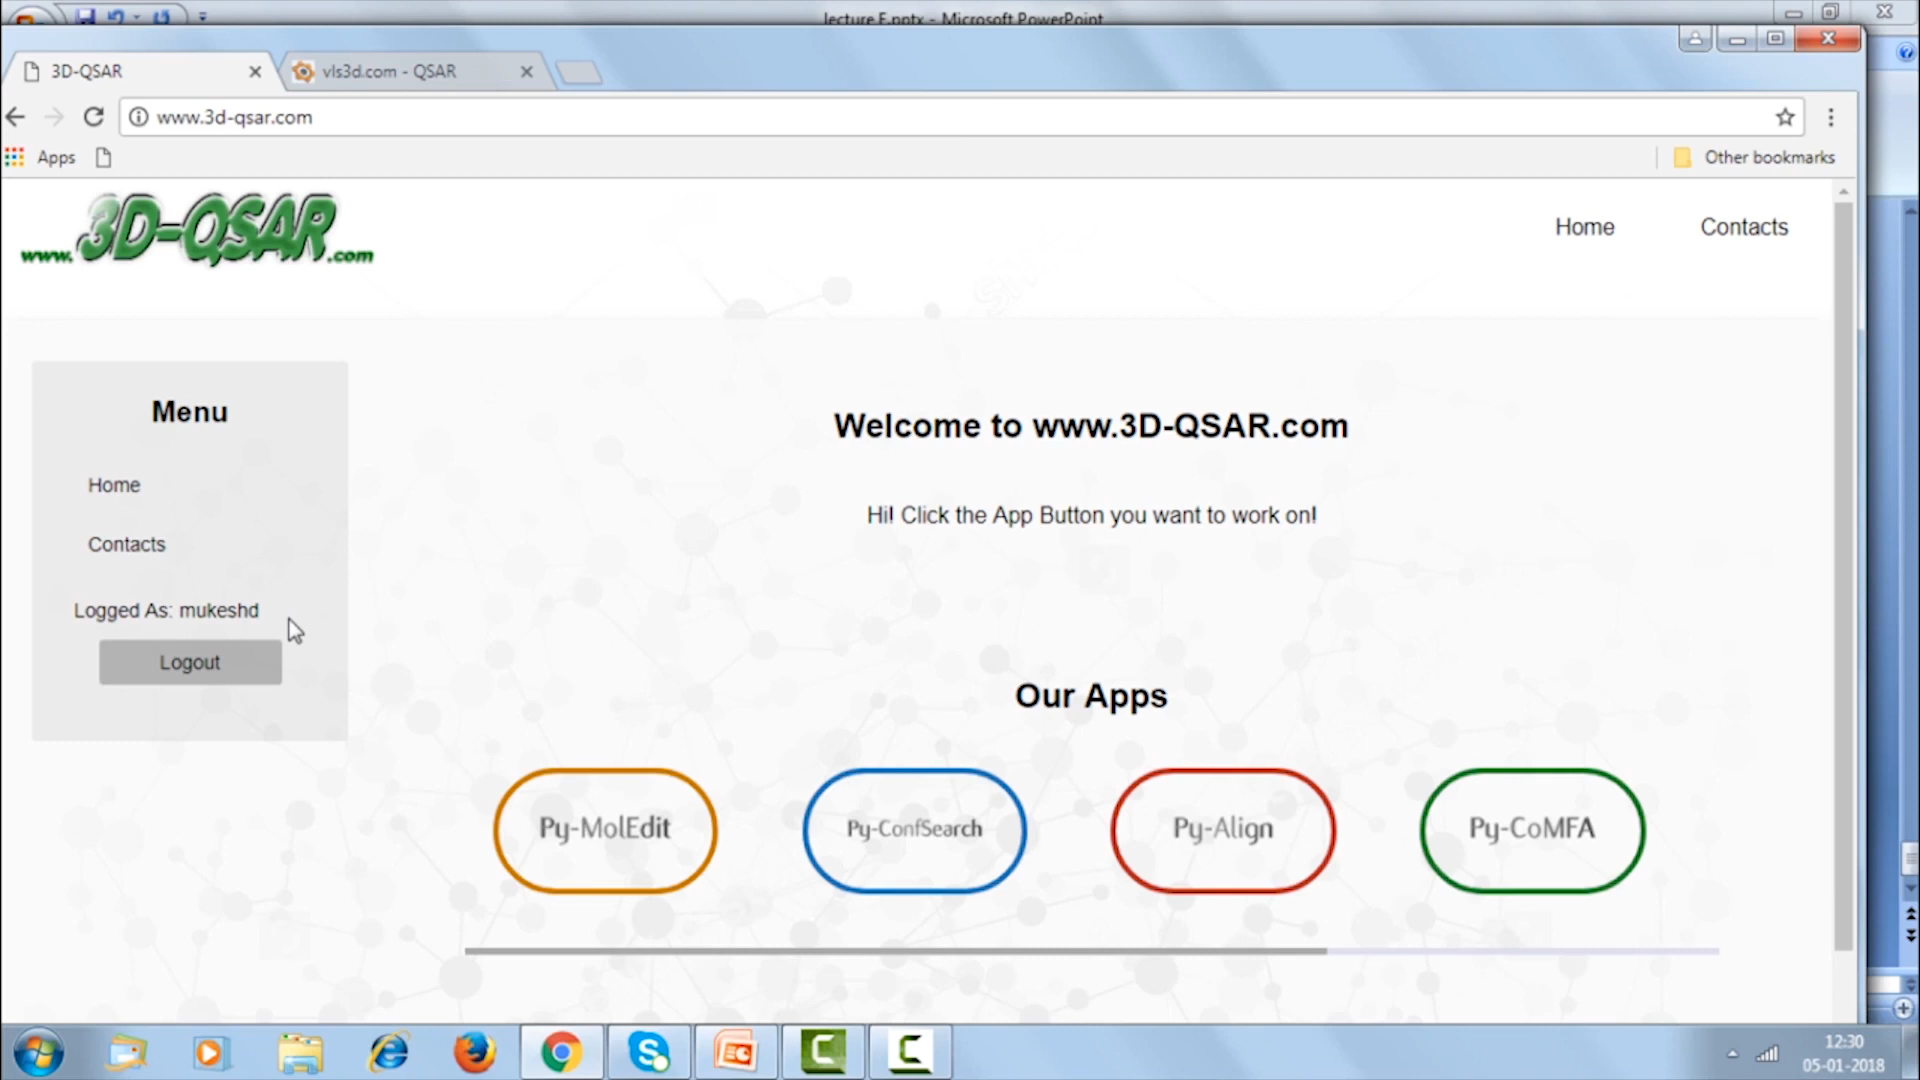 lecture F.pptx - Microsoft PowerPoint
3D-QSAR
vls3d.com - QSAR
www.3d-qsar.com
Apps
Other bookmarks
www.3D-QSAR.com
Home
Contacts
Menu
Home
Contacts
Logged As: mukeshd
Logout
Welcome to www.3D-QSAR.com
Hi! Click the App Button you want to work on!
Our Apps
Py-MolEdit
Py-ConfSearch
Py-Align
Py-CoMFA
12:30
05-01-2018